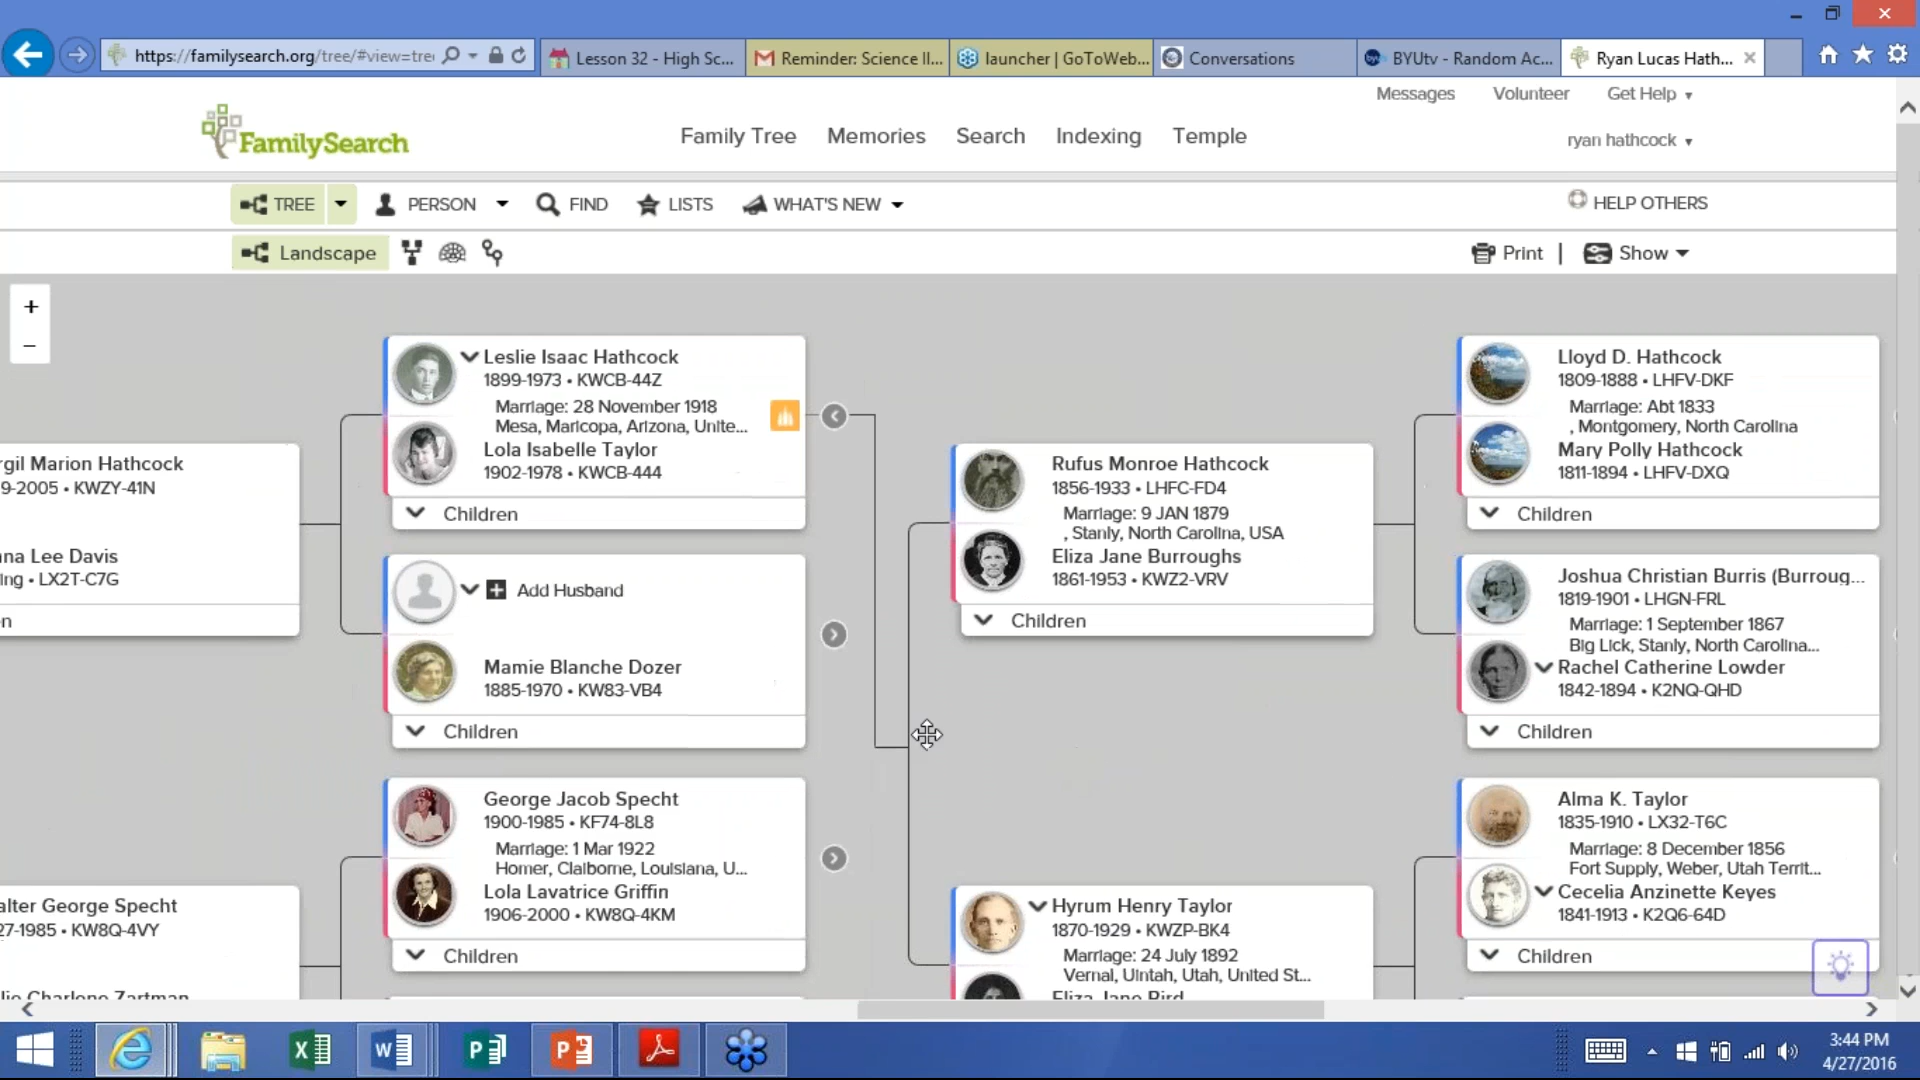 https://familysearch.org/tree/#view=tre
Lesson 32 - High Sc...
Reminder: Science II...
launcher | GoToWeb...
Conversations
BYUtv - Random Ac...
Ryan Lucas Hath...
Messages
Volunteer
Get Help
FamilySearch
Family Tree
Memories
Search
Indexing
Temple
ryan hathcock
TREE
PERSON
FIND
LISTS
WHAT'S NEW
HELP OTHERS
Landscape
Print
Show
+
−
rgil Marion Hathcock
9-2005 • KWZY-41N
na Lee Davis
ing • LX2T-C7G
n
alter George Specht
27-1985 • KW8Q-4VY
lie Charlene Zartman
Leslie Isaac Hathcock
1899-1973 • KWCB-44Z
Marriage: 28 November 1918
Mesa, Maricopa, Arizona, Unite...
Lola Isabelle Taylor
1902-1978 • KWCB-444
Children
Add Husband
Mamie Blanche Dozer
1885-1970 • KW83-VB4
Children
George Jacob Specht
1900-1985 • KF74-8L8
Marriage: 1 Mar 1922
Homer, Claiborne, Louisiana, U...
Lola Lavatrice Griffin
1906-2000 • KW8Q-4KM
Children
Rufus Monroe Hathcock
1856-1933 • LHFC-FD4
Marriage: 9 JAN 1879
, Stanly, North Carolina, USA
Eliza Jane Burroughs
1861-1953 • KWZ2-VRV
Children
Hyrum Henry Taylor
1870-1929 • KWZP-BK4
Marriage: 24 July 1892
Vernal, Uintah, Utah, United St...
Eliza Jane Bird
Lloyd D. Hathcock
1809-1888 • LHFV-DKF
Marriage: Abt 1833
, Montgomery, North Carolina
Mary Polly Hathcock
1811-1894 • LHFV-DXQ
Children
Joshua Christian Burris (Burroug...
1819-1901 • LHGN-FRL
Marriage: 1 September 1867
Big Lick, Stanly, North Carolina...
Rachel Catherine Lowder
1842-1894 • K2NQ-QHD
Children
Alma K. Taylor
1835-1910 • LX32-T6C
Marriage: 8 December 1856
Fort Supply, Weber, Utah Territ...
Cecelia Anzinette Keyes
1841-1913 • K2Q6-64D
Children
3:44 PM
4/27/2016